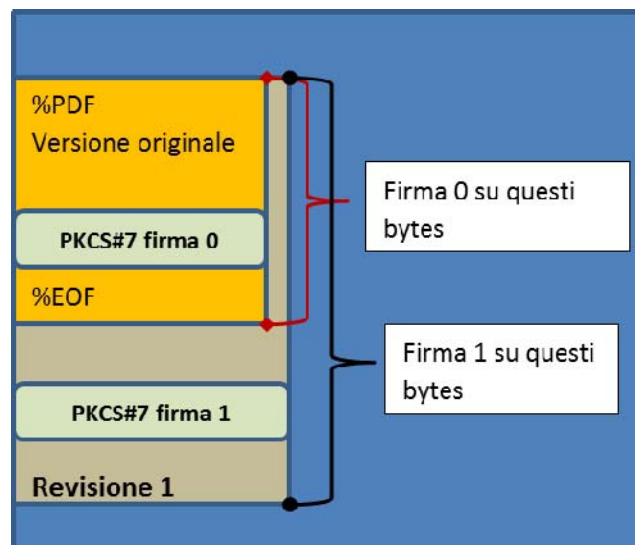 %PDF
Versione originale
PKCS#7 firma 0
%EOF
Firma 0 su questi
bytes
Firma 1 su questi
bytes
PKCS#7 firma 1
Revisione 1